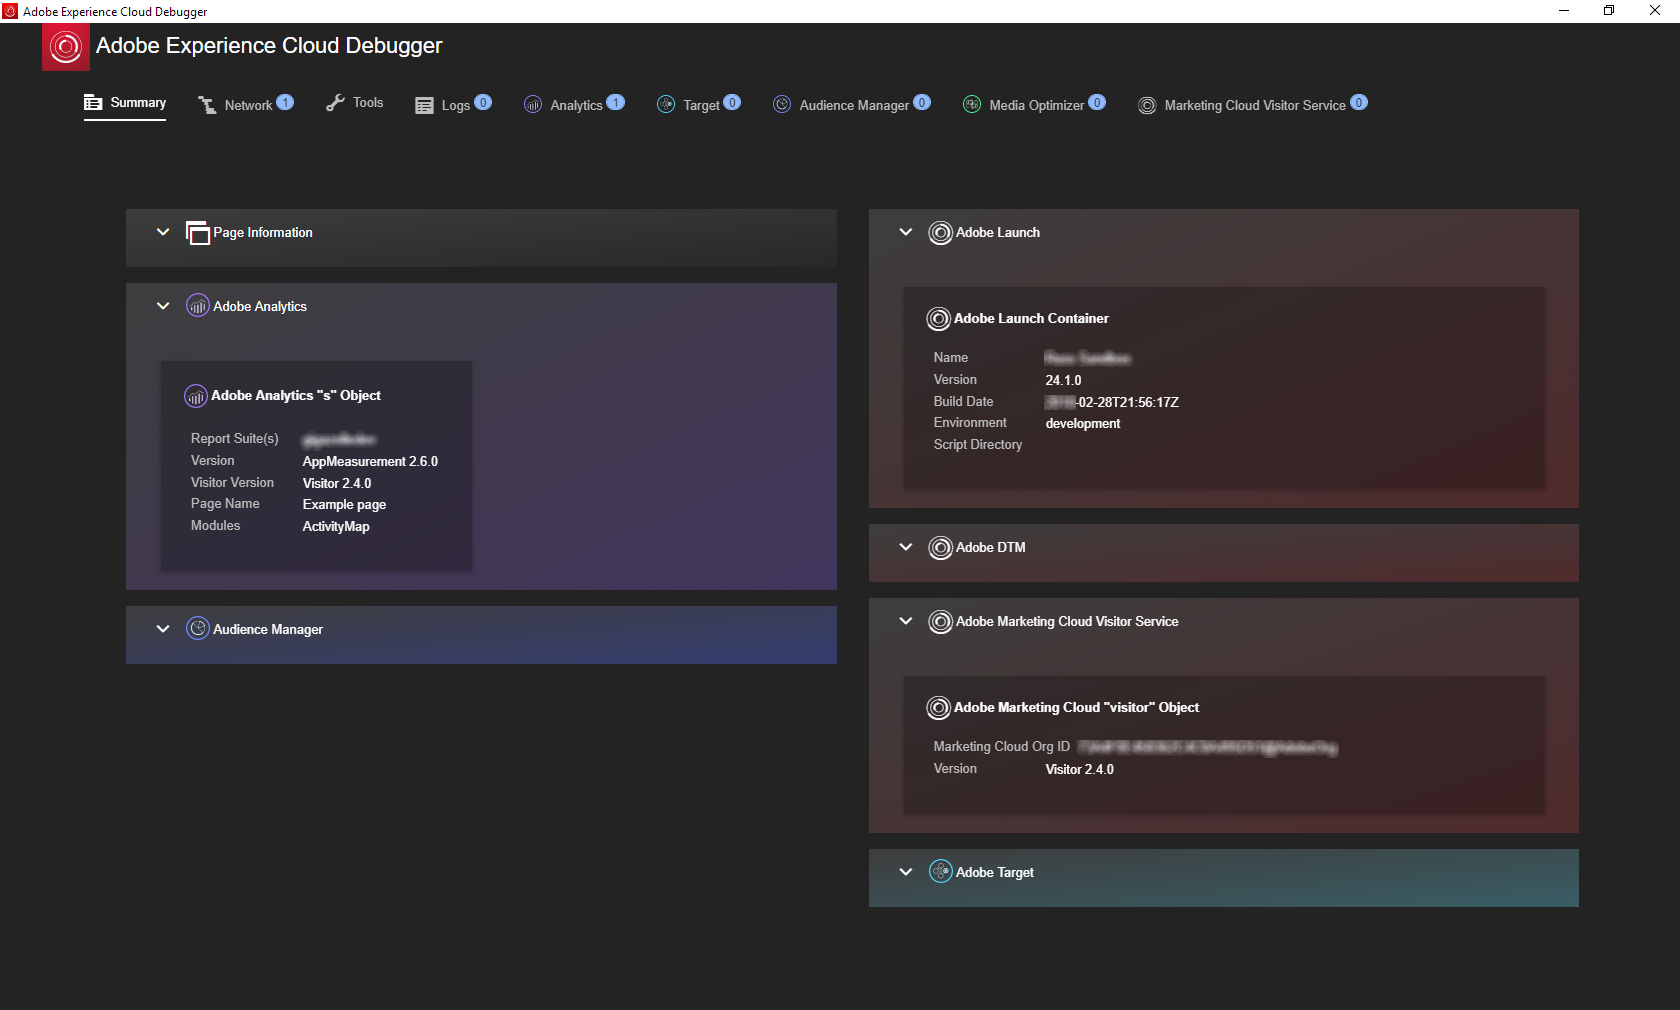 Adobe Experience Cloud Debugger
Adobe Experience Cloud Debugger
Summary Network 1 Tools Logs 0 Analytics 1 Target 0 Audience Manager 0 Media Optimizer 0 Marketing Cloud Visitor Service 0
Page Information
Adobe Analytics
Adobe Analytics "s" Object
Report Suite(s)
Version AppMeasurement 2.6.0
Visitor Version Visitor 2.4.0
Page Name Example page
Modules ActivityMap
Audience Manager
Adobe Launch
Adobe Launch Container
Name
Version 24.1.0
Build Date -02-28T21:56:17Z
Environment development
Script Directory
Adobe DTM
Adobe Marketing Cloud Visitor Service
Adobe Marketing Cloud "visitor" Object
Marketing Cloud Org ID
Version Visitor 2.4.0
Adobe Target